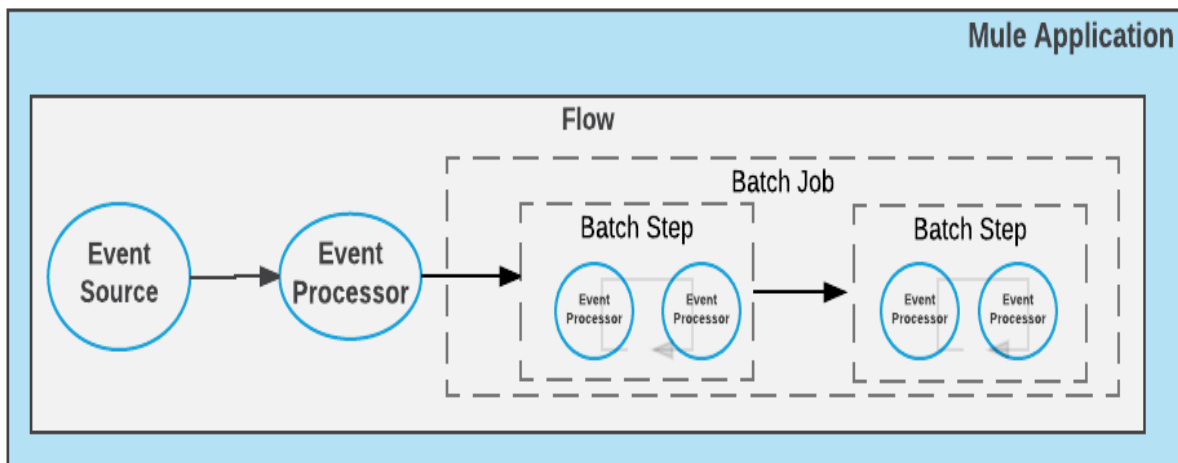 Mule Application
Flow
Batch Job
Event
Source
Event
Processor
Batch Step
Event
Processor
Event
Processor
Batch Step
Event
Processor
Event
Processor